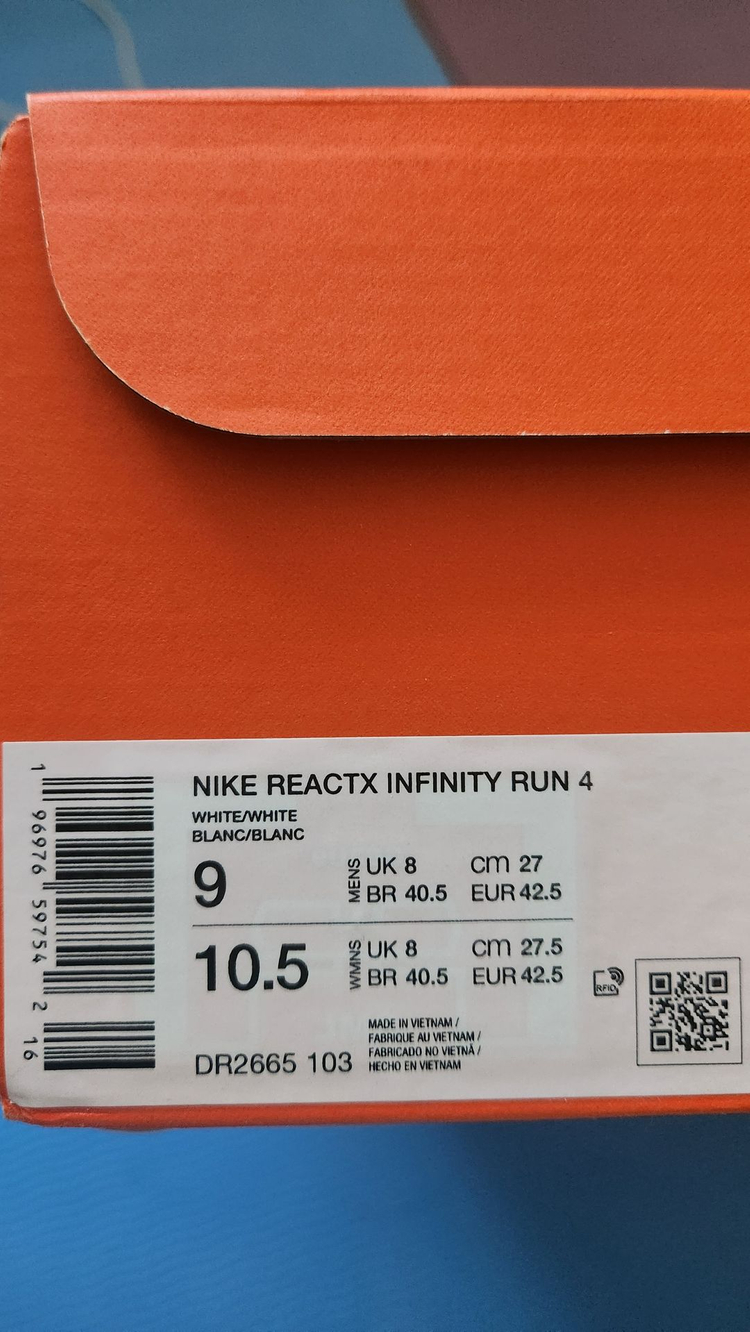 NIKE REACTX INFINITY RUN 4
WHITE/WHITE
BLANC/BLANC
9 MENS UK 8 cm 27
BR 40.5 EUR 42.5
10.5 WMNS UK 8 cm 27.5
BR 40.5 EUR 42.5
MADE IN VIETNAM /
FABRIQUE AU VIETNAM /
FABRICADO NO VIETNÃ /
HECHO EN VIETNAM
DR2665 103
RFID
1 96976 59754 2 16